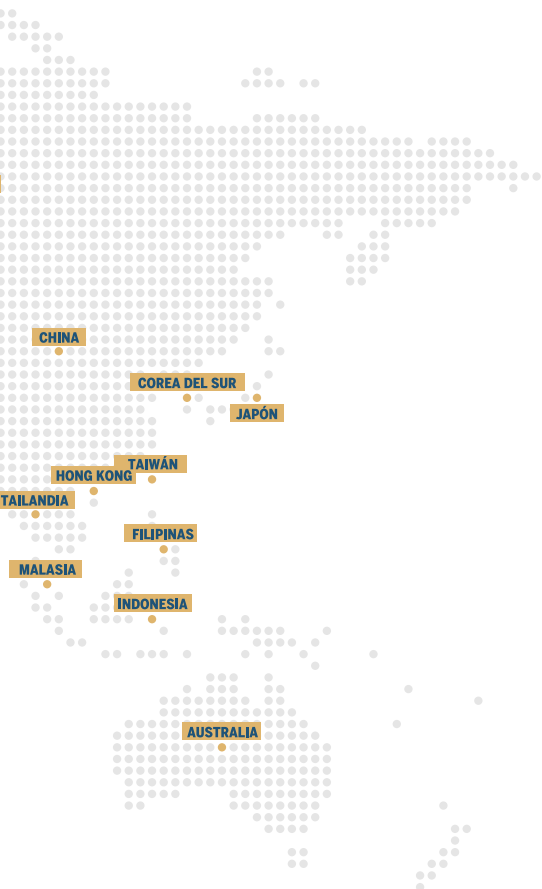 CHINA
COREA DEL SUR
JAPÓN
TAIWÁN
HONG KONG
TAILANDIA
FILIPINAS
MALASIA
INDONESIA
AUSTRALIA